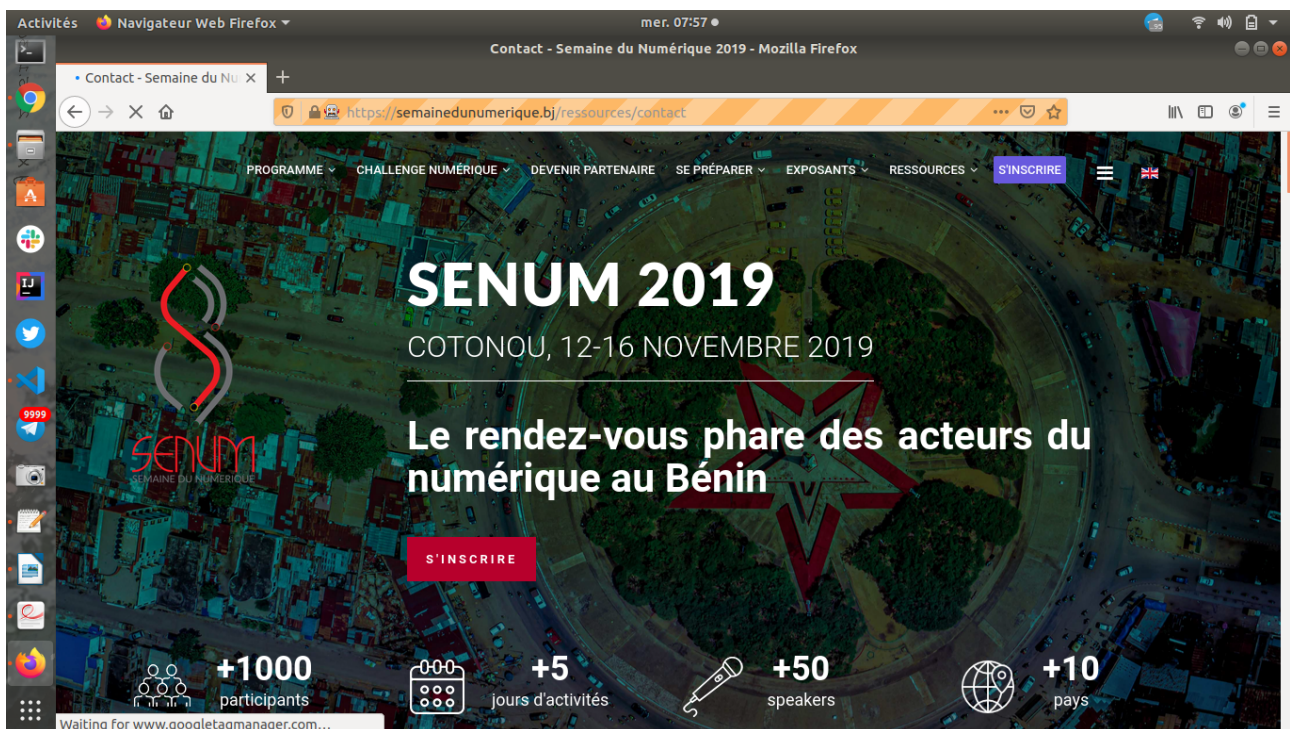 Activités Navigateur Web Firefox mer. 07:57
Contact - Semaine du Numérique 2019 - Mozilla Firefox
Contact - Semaine du Nu
https://semainedunumerique.bj/ressources/contact
PROGRAMME CHALLENGE NUMÉRIQUE DEVENIR PARTENAIRE SE PRÉPARER EXPOSANTS RESSOURCES S'INSCRIRE
SENUM 2019
COTONOU, 12-16 NOVEMBRE 2019
Le rendez-vous phare des acteurs du
numérique au Bénin
SENUM
SEMAINE DU NUMERIQUE
S'INSCRIRE
9999
IJ
+1000
participants
+5
jours d'activités
+50
speakers
+10
pays
Waiting for www.googletagmanager.com…